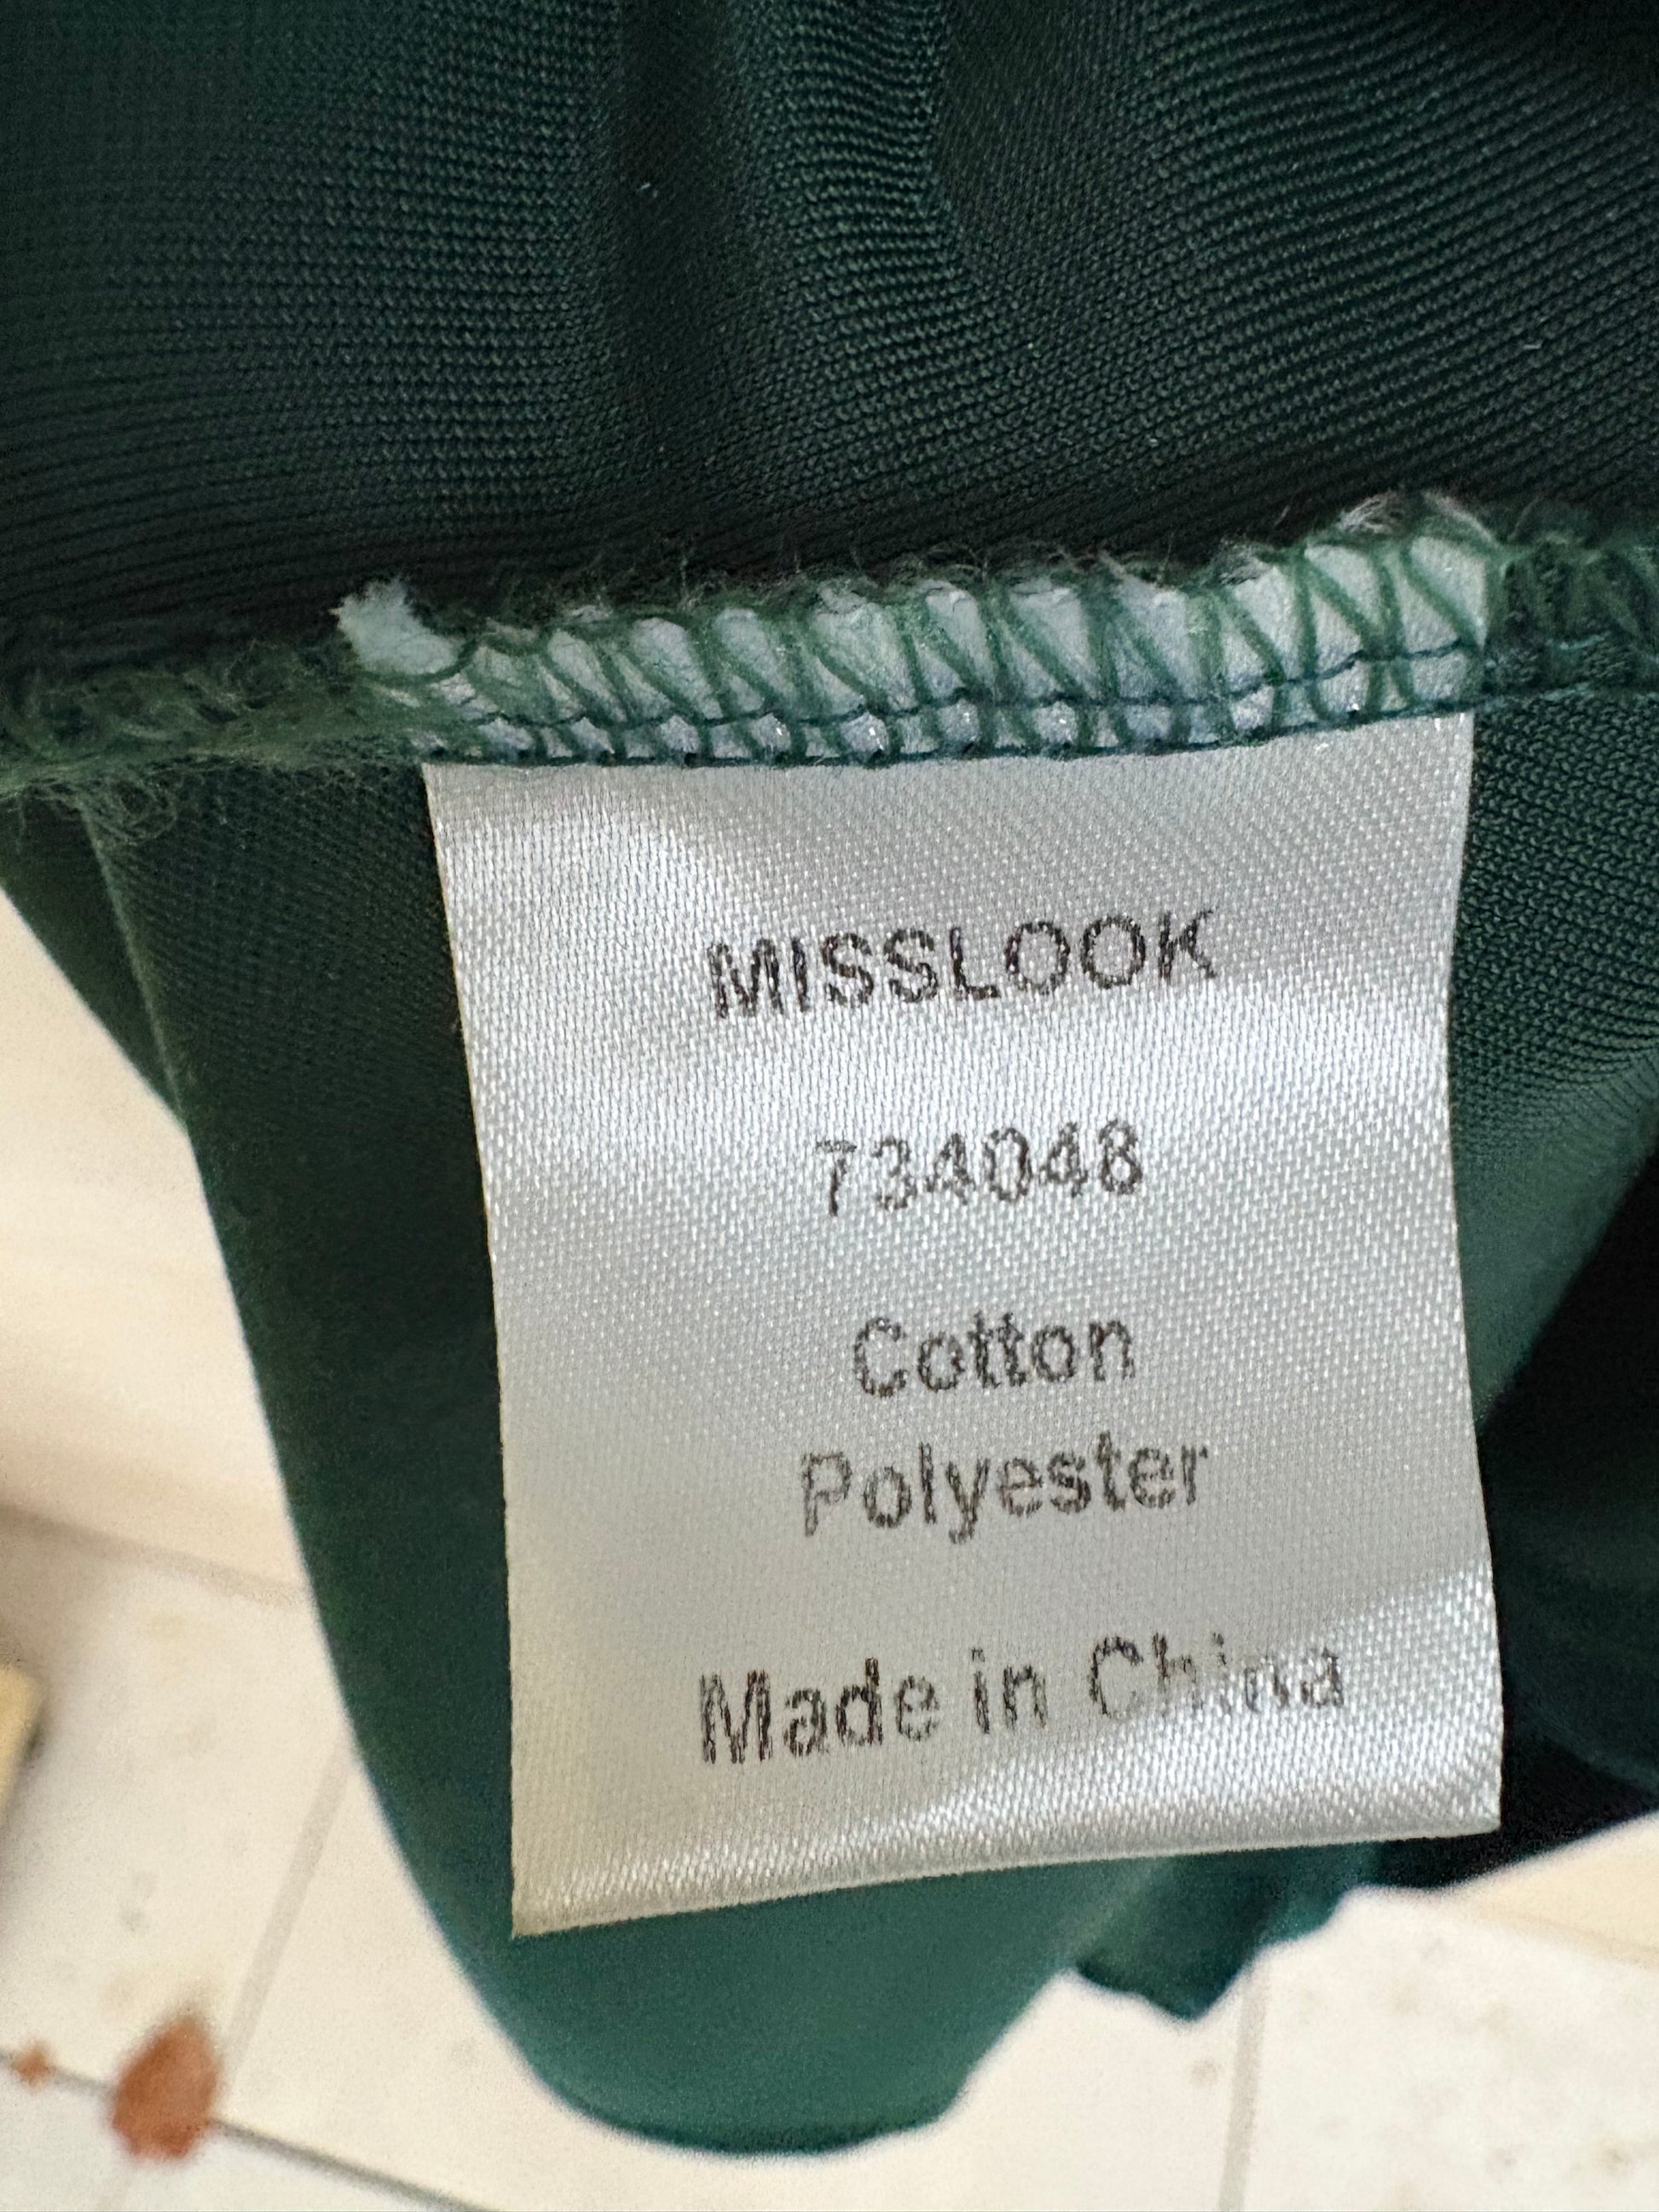 MISSLOOK
734048
Cotton
Polyester
Made in China